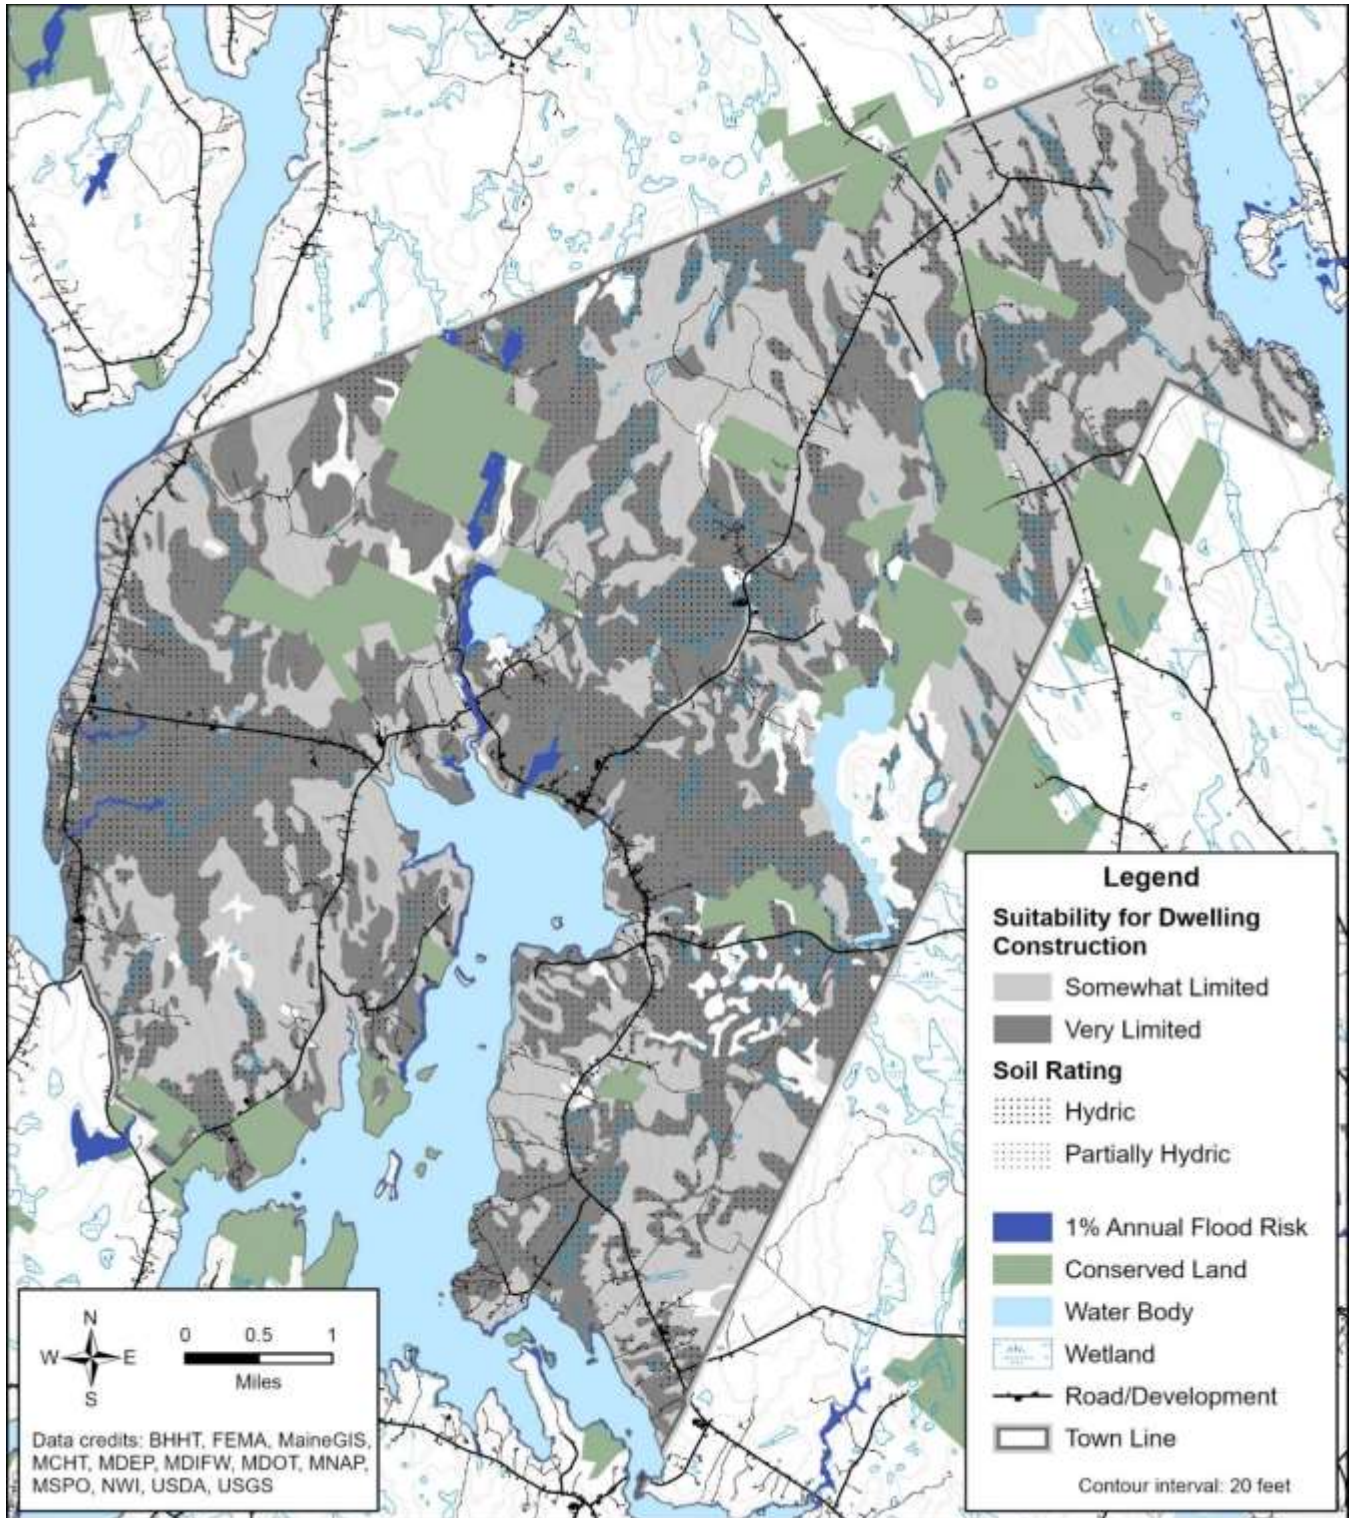 Legend
Suitability for Dwelling
Construction
Somewhat Limited
Very Limited
Soil Rating
Hydric
Partially Hydric
1% Annual Flood Risk
Conserved Land
Water Body
Wetland
Road/Development
Town Line
Contour interval: 20 feet
N
W E
S
0 0.5 1
Miles
Data credits: BHHT, FEMA, MaineGIS,
MCHT, MDEP, MDIFW, MDOT, MNAP,
MSPO, NWI, USDA, USGS